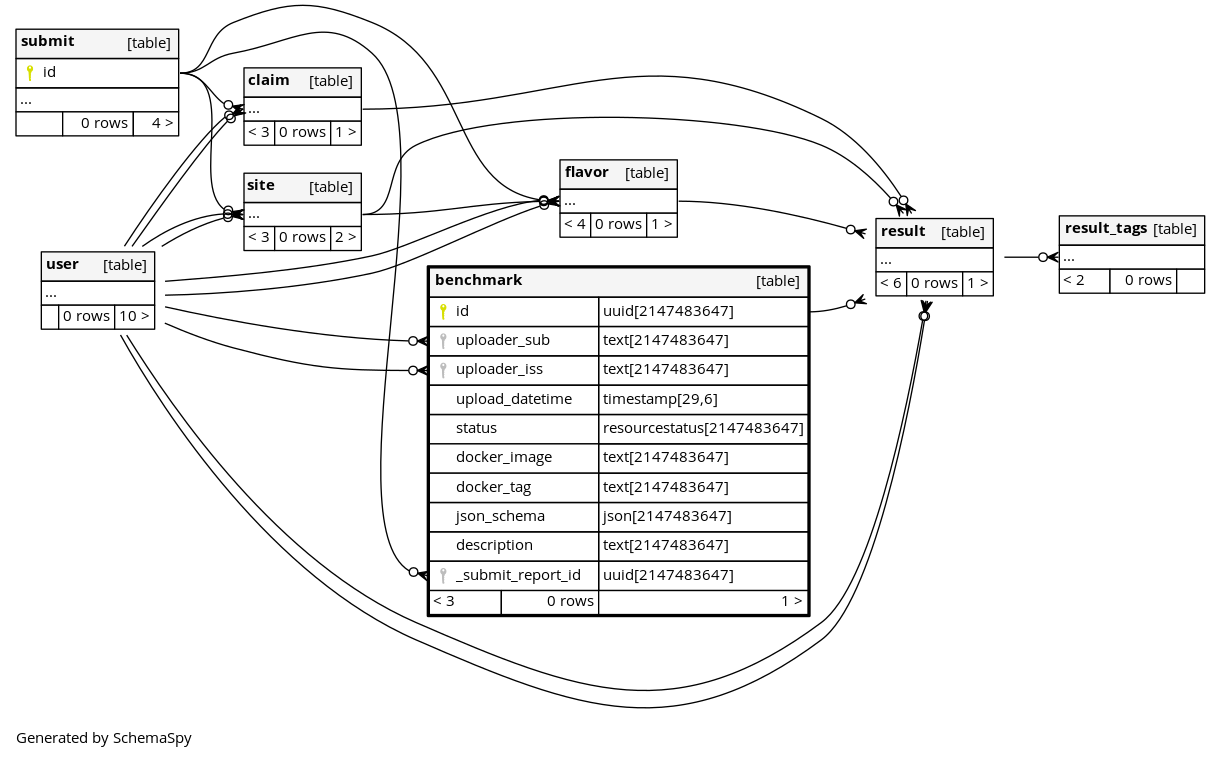 submit [table]
id
...
0 rows 4 >
claim [table]
...
< 3 0 rows 1 >
site [table]
...
< 3 0 rows 2 >
user [table]
...
0 rows 10 >
flavor [table]
...
< 4 0 rows 1 >
benchmark [table]
id uuid[2147483647]
uploader_sub text[2147483647]
uploader_iss text[2147483647]
upload_datetime timestamp[29,6]
status resourcestatus[2147483647]
docker_image text[2147483647]
docker_tag text[2147483647]
json_schema json[2147483647]
description text[2147483647]
_submit_report_id uuid[2147483647]
< 3 0 rows 1 >
result [table]
...
< 6 0 rows 1 >
result_tags [table]
...
< 2 0 rows
Generated by SchemaSpy